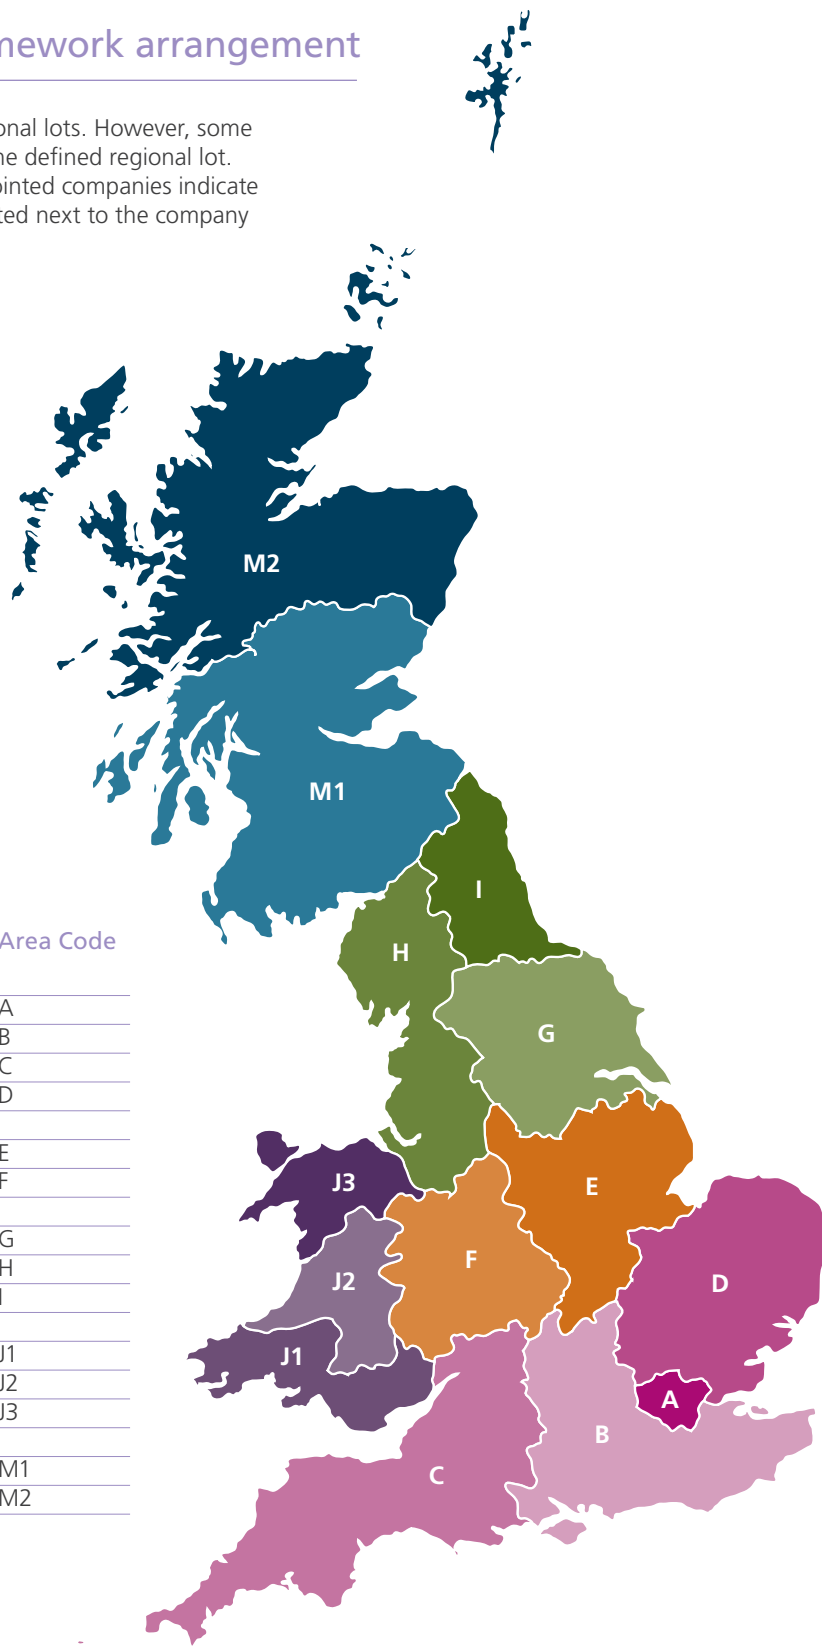 mework arrangement
onal lots. However, some
he defined regional lot.
ointed companies indicate
ted next to the company
M2
M1
I
H
G
E
J3
F
J2
D
J1
A
B
C
Area Code
A
B
C
D
E
F
G
H
I
J1
J2
J3
M1
M2